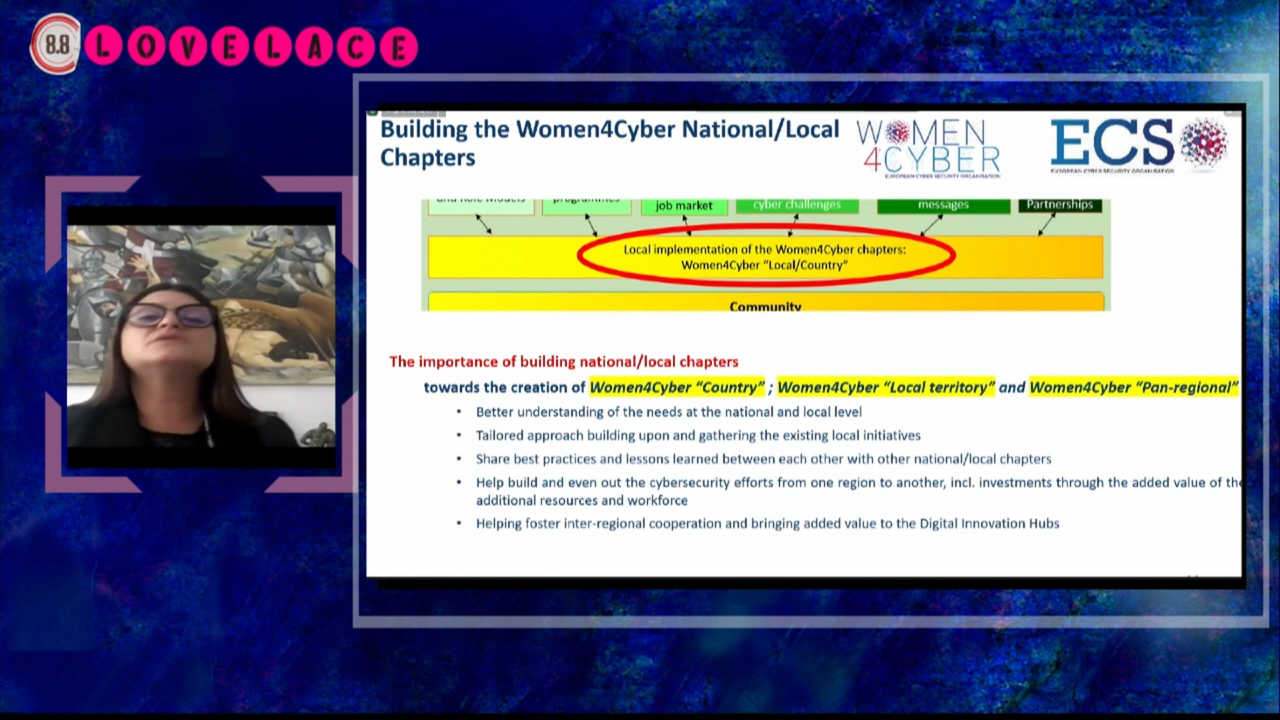 8.8 LOVELACE
Building the Women4Cyber National/Local
Chapters
WOMEN
4CYBER
EUROPEAN CYBER SECURITY ORGANISATION
ECS
EUROPEAN CYBER SECURITY ORGANISATION
and Role Models
programmes
job market
cyber challenges
messages
Partnerships
Local implementation of the Women4Cyber chapters:
Women4Cyber “Local/Country”
Community
The importance of building national/local chapters
towards the creation of Women4Cyber “Country” ; Women4Cyber “Local territory” and Women4Cyber “Pan-regional”
• Better understanding of the needs at the national and local level
• Tailored approach building upon and gathering the existing local initiatives
• Share best practices and lessons learned between each other with other national/local chapters
• Help build and even out the cybersecurity efforts from one region to another, incl. investments through the added value of the
additional resources and workforce
• Helping foster inter-regional cooperation and bringing added value to the Digital Innovation Hubs